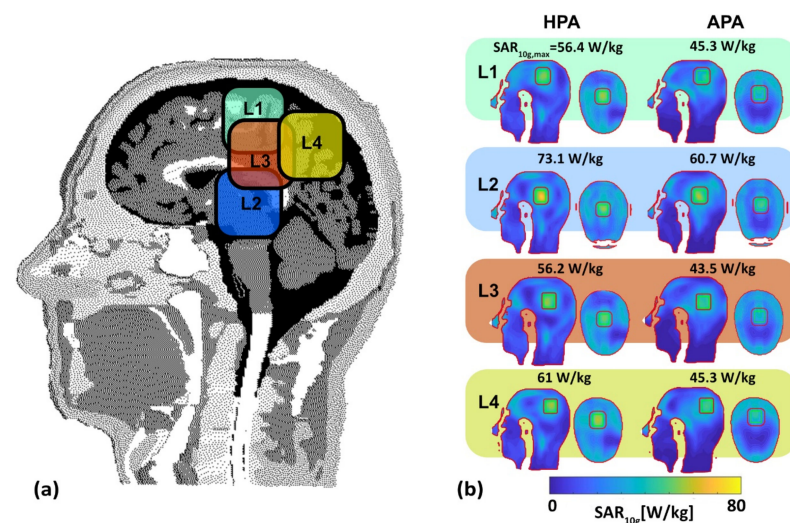 L1
L4
L3
L2
(a)
HPA APA
SAR10g,max=56.4 W/kg 45.3 W/kg
L1
73.1 W/kg 60.7 W/kg
L2
56.2 W/kg 43.5 W/kg
L3
61 W/kg 45.3 W/kg
L4
(b)
0 80
SAR10g[W/kg]